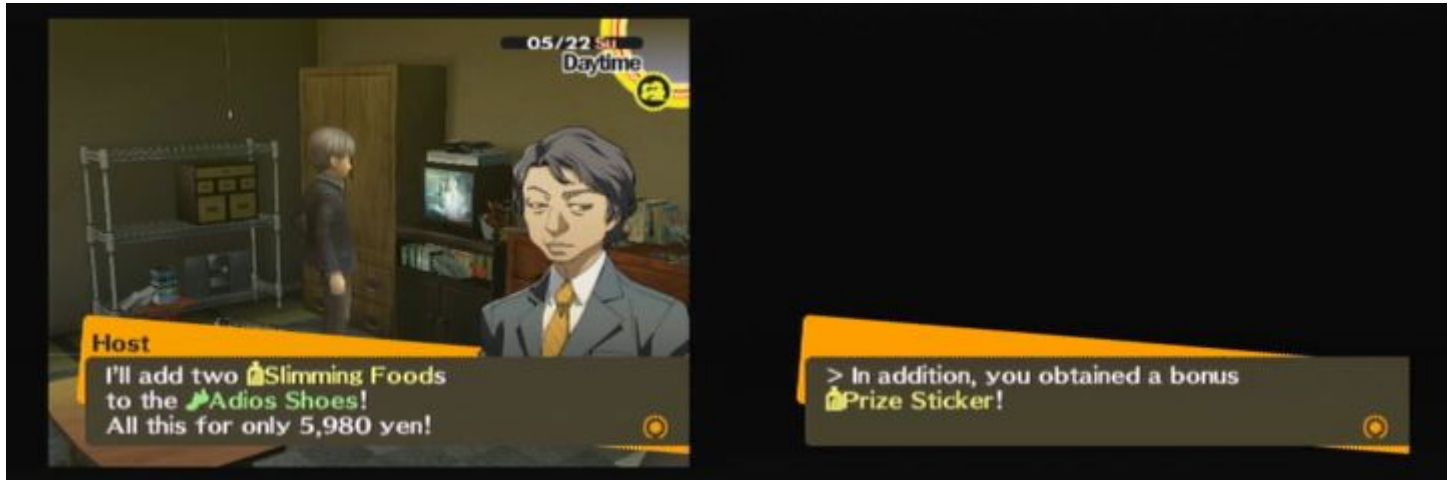 05/22 Su
Daytime
Host
I'll add two Slimming Foods
to the Adios Shoes!
All this for only 5,980 yen!
> In addition, you obtained a bonus
Prize Sticker!